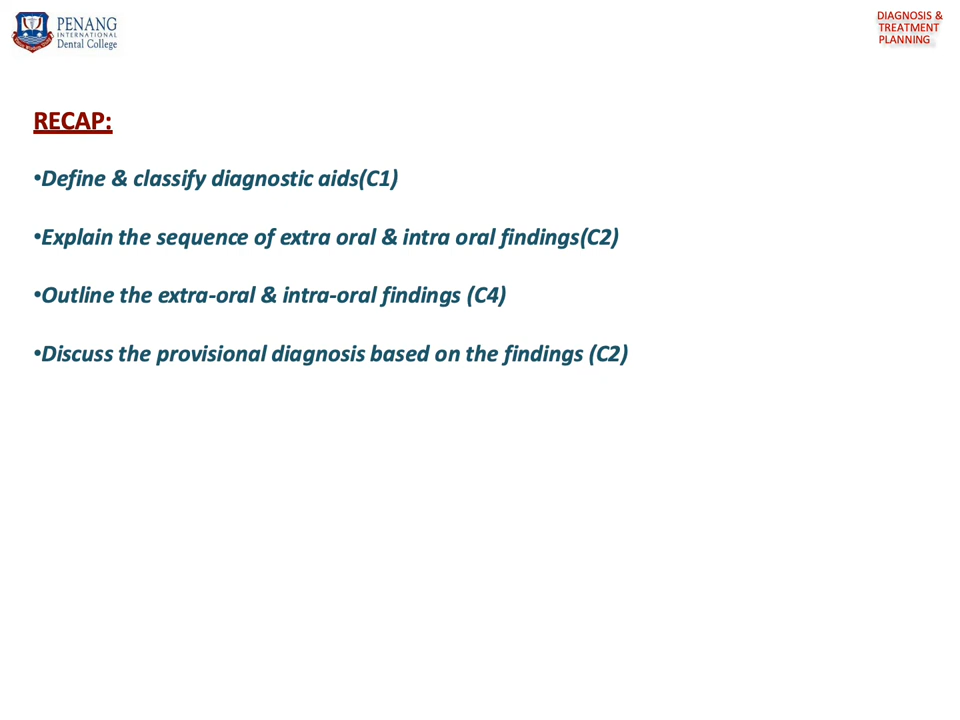 PENANG
INTERNATIONAL
Dental College
DIAGNOSIS &
TREATMENT
PLANNING
RECAP:
•Define & classify diagnostic aids(C1)
•Explain the sequence of extra oral & intra oral findings(C2)
•Outline the extra-oral & intra-oral findings (C4)
•Discuss the provisional diagnosis based on the findings (C2)